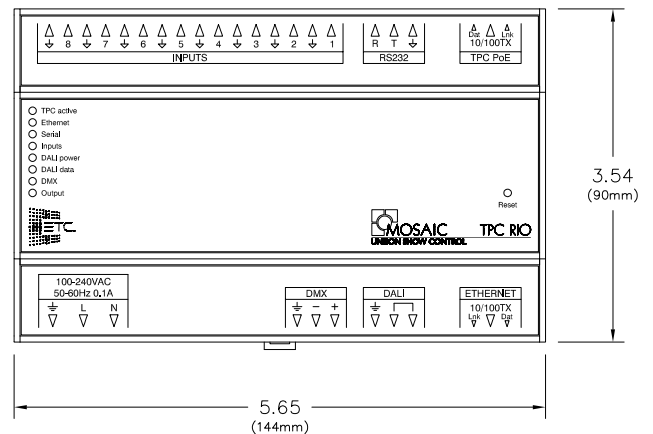 8 7 6 5 4 3 2 1
INPUTS
R T
RS232
Dat Lnk
10/100TX
TPC PoE
TPC active
Ethernet
Serial
Inputs
DALI power
DALI data
DMX
Output
Reset
ETC
MOSAIC
UNISON SHOW CONTROL
TPC RIO
100-240VAC
50-60Hz 0.1A
L N
DMX
− +
DALI
ETHERNET
10/100TX
Lnk Dat
3.54
(90mm)
5.65
(144mm)